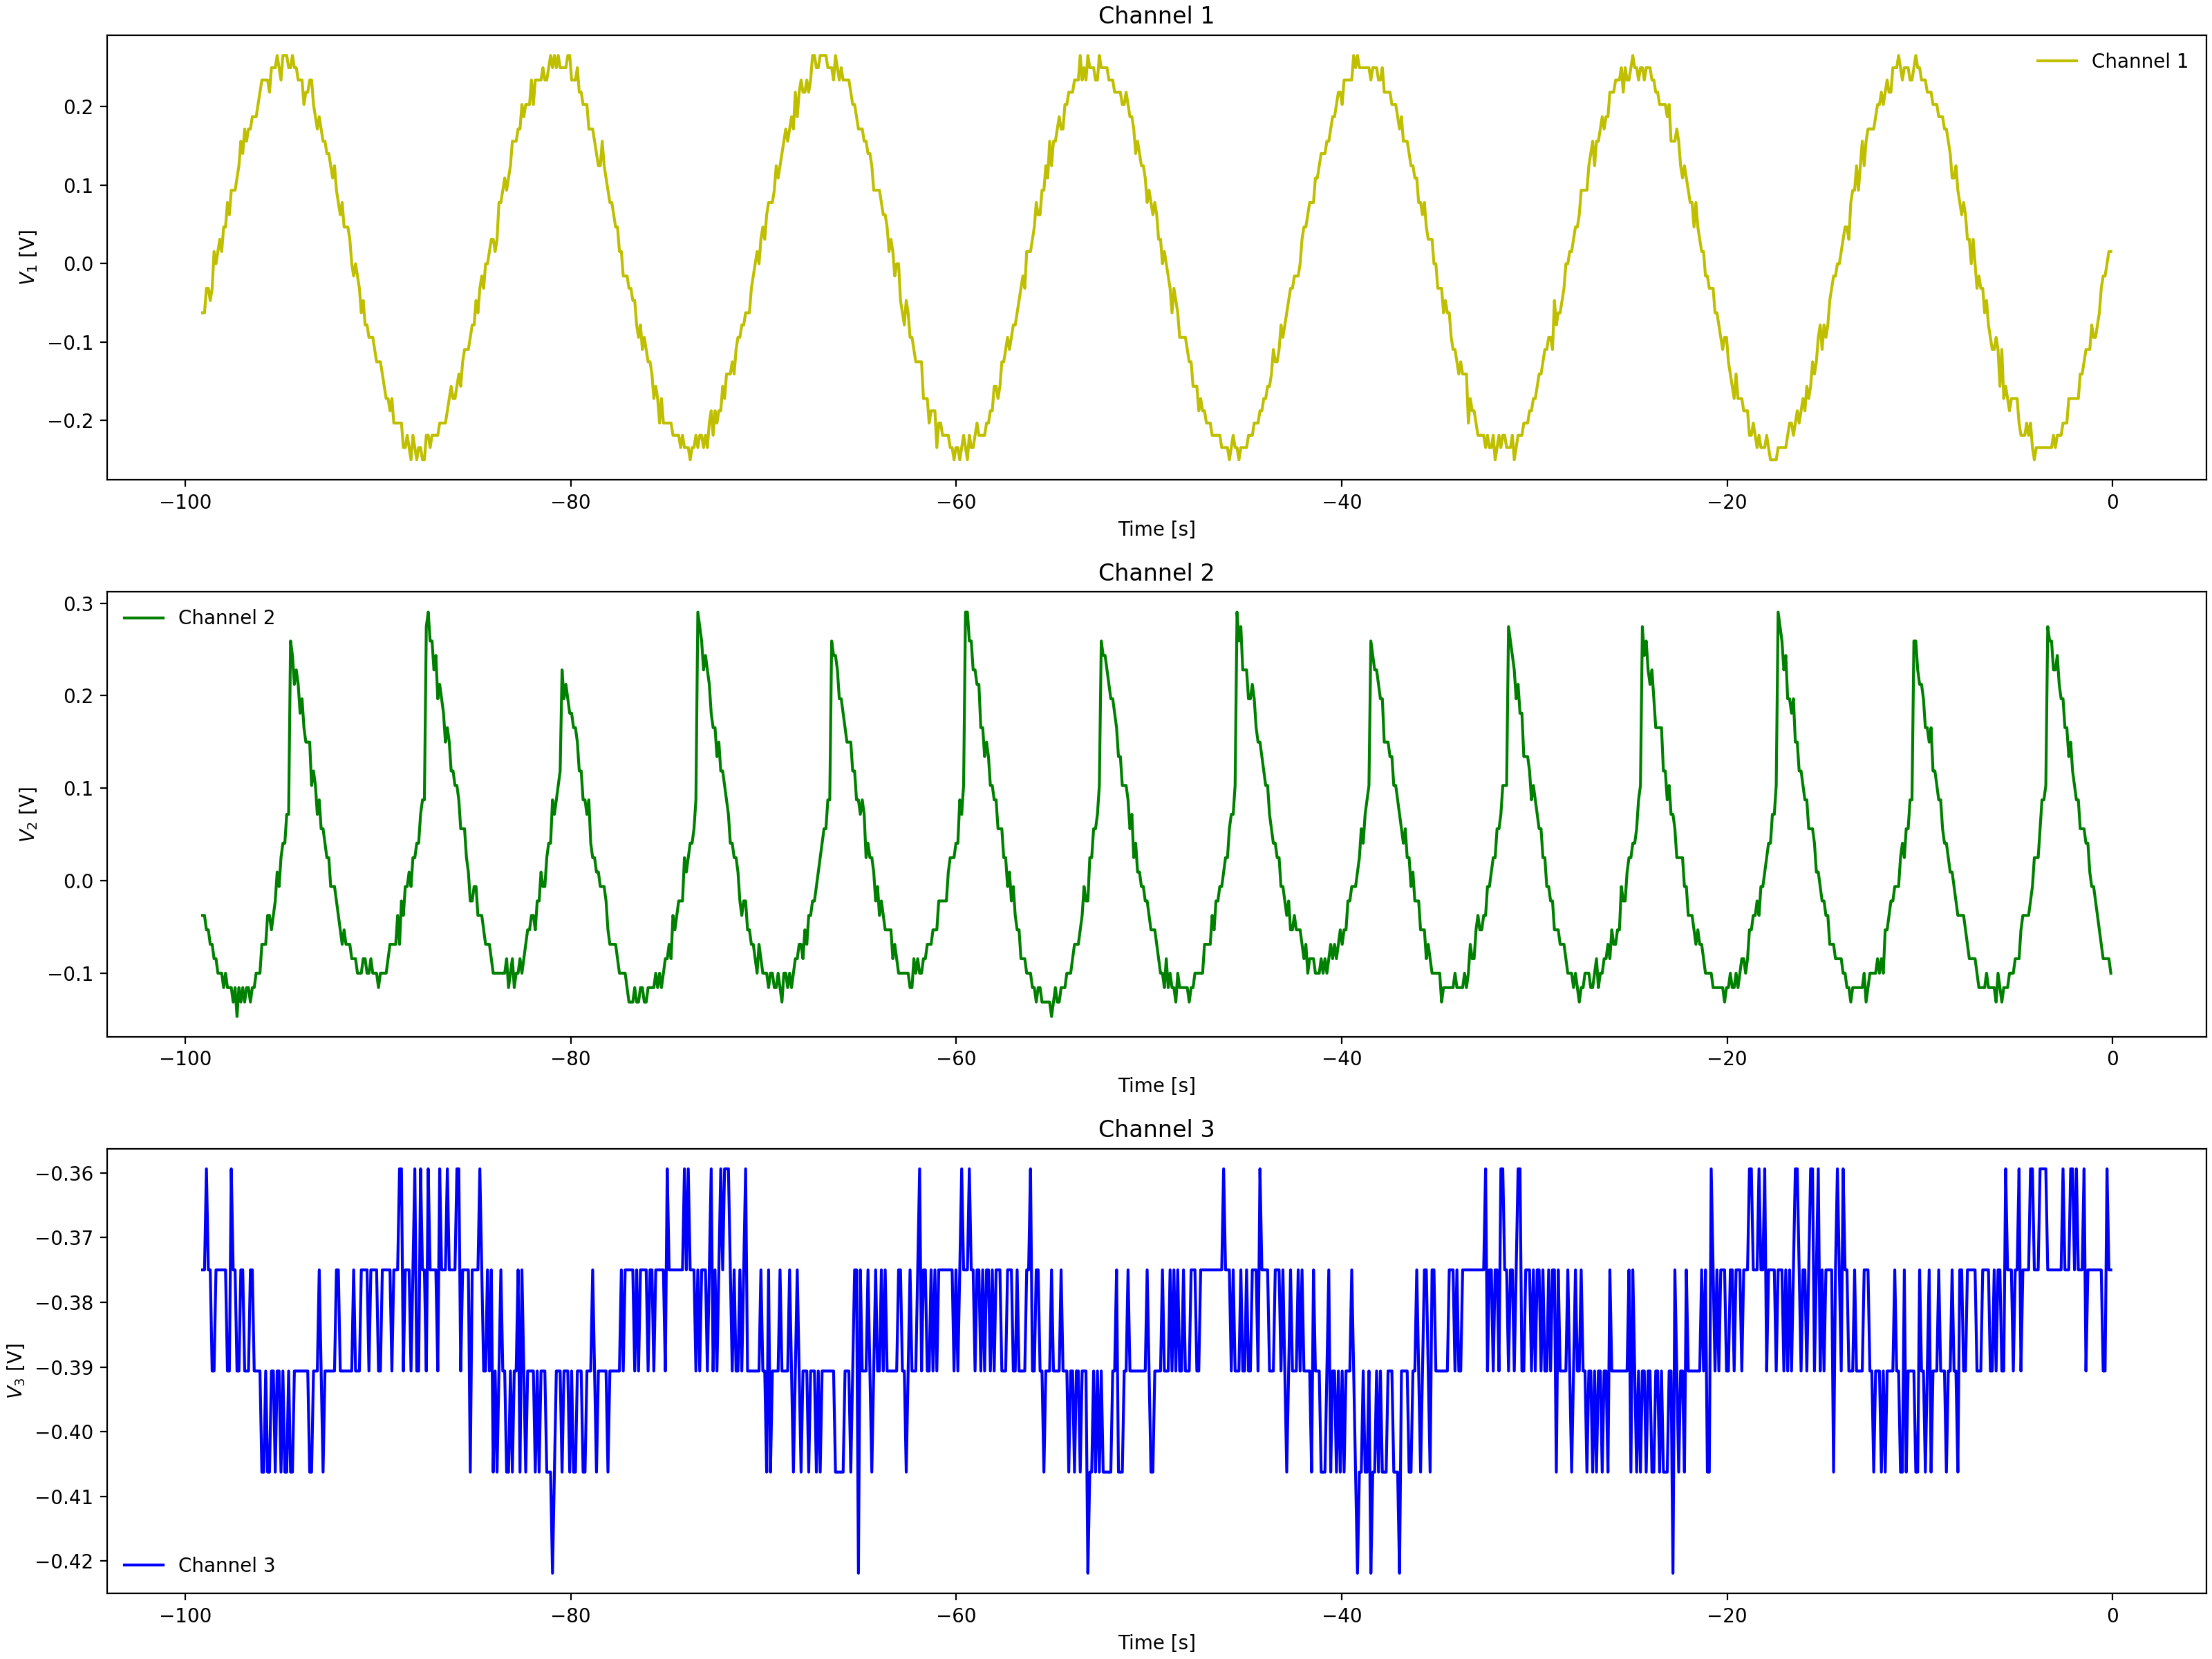 Channel 1
Channel 1
0.2
0.1
0.0
−0.1
−0.2
V1 [V]
−100 −80 −60 −40 −20 0
Time [s]
Channel 2
Channel 2
0.3
0.2
0.1
0.0
−0.1
V2 [V]
−100 −80 −60 −40 −20 0
Time [s]
Channel 3
−0.36
−0.37
−0.38
−0.39
−0.40
−0.41
−0.42
V3 [V]
Channel 3
−100 −80 −60 −40 −20 0
Time [s]